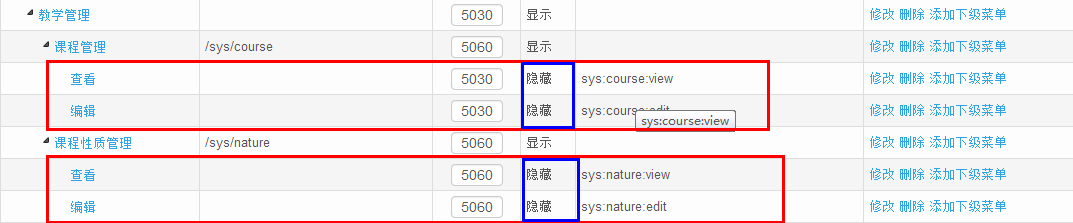 教学管理 5030 显示 修改 删除 添加下级菜单
课程管理 /sys/course 5060 显示 修改 删除 添加下级菜单
查看 5030 隐藏 sys:course:view 修改 删除 添加下级菜单
编辑 5030 隐藏 sys:course:edit 修改 删除 添加下级菜单
sys:course:view
课程性质管理 /sys/nature 5060 显示 修改 删除 添加下级菜单
查看 5060 隐藏 sys:nature:view 修改 删除 添加下级菜单
编辑 5060 隐藏 sys:nature:edit 修改 删除 添加下级菜单